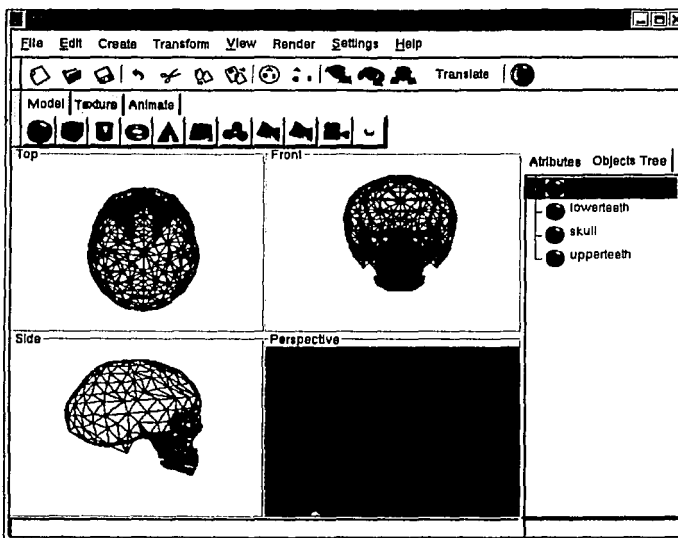 File Edit Create Transform View Render Settings Help
Translate
Model Texture Animate
Top
Front
Atributes Objects Tree
lowerteeth
skull
upperteeth
Side
Perspective